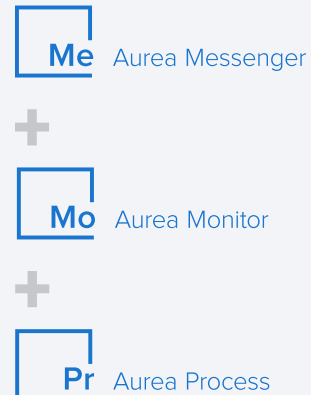 Me Aurea Messenger
+
Mo Aurea Monitor
+
Pr Aurea Process